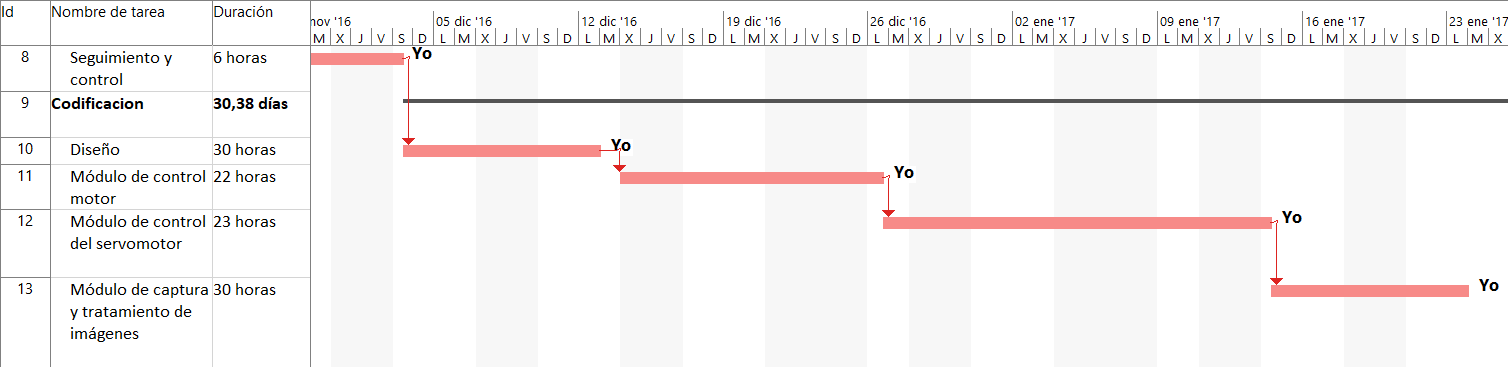 Id Nombre de tarea Duración nov '16 05 dic '16 12 dic '16 19 dic '16 26 dic '16 02 ene '17 09 ene '17 16 ene '17 23 ene '17
M X J V S D L M X J V S D L M X J V S D L M X J V S D L M X J V S D L M X J V S D L M X J V S D L M X J V S D L M X
8 Seguimiento y 6 horas Yo
control
9 Codificacion 30,38 días
10 Diseño 30 horas Yo
11 Módulo de control 22 horas Yo
motor
12 Módulo de control 23 horas Yo
del servomotor
13 Módulo de captura 30 horas Yo
y tratamiento de
imágenes